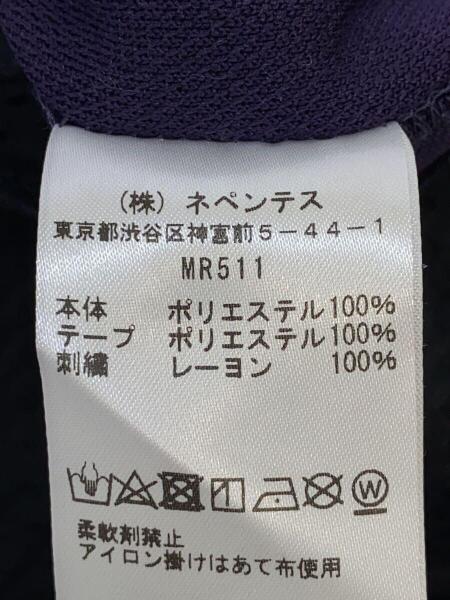 (株) ネペンテス
東京都渋谷区神宮前5-44-1
MR511
本体 ポリエステル100%
テープ ポリエステル100%
刺繍 レーヨン 100%
W
柔軟剤禁止
アイロン掛けはあて布使用